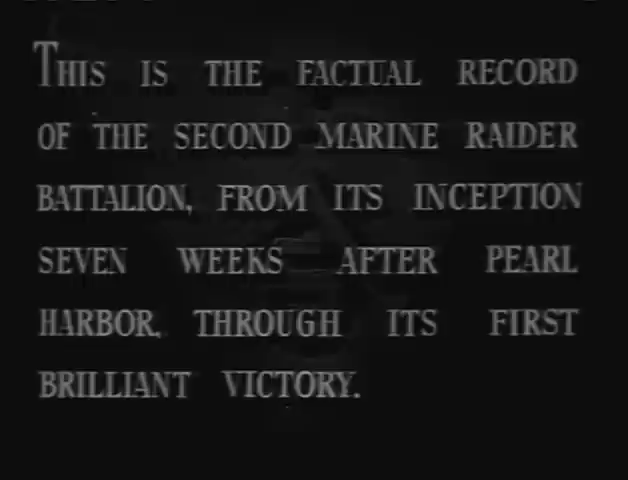 THIS IS THE FACTUAL RECORD
OF THE SECOND MARINE RAIDER
BATTALION, FROM ITS INCEPTION
SEVEN WEEKS AFTER PEARL
HARBOR, THROUGH ITS FIRST
BRILLIANT VICTORY.